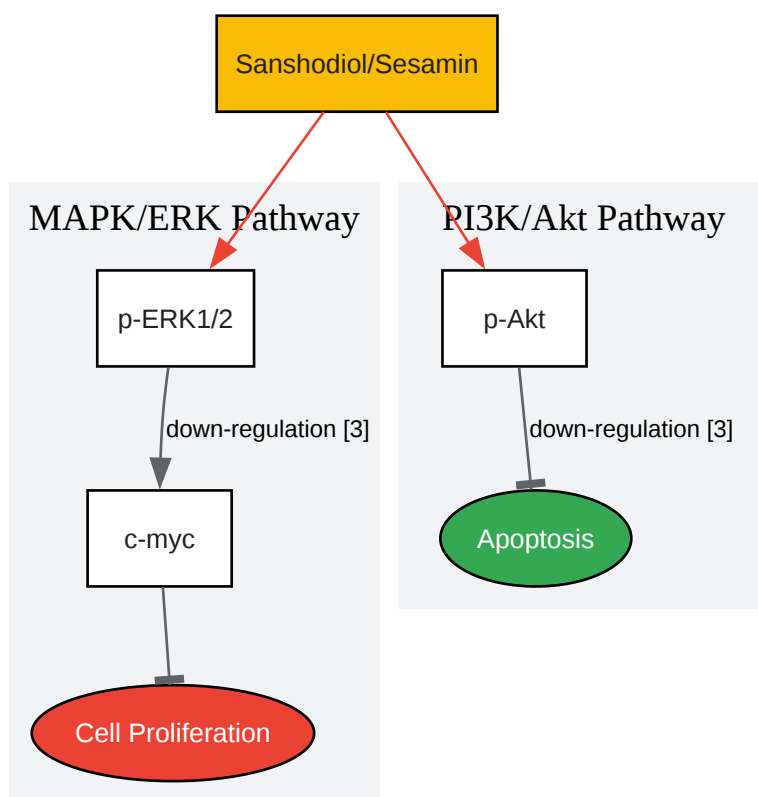 Sanshodiol/Sesamin
MAPK/ERK Pathway
PI3K/Akt Pathway
p-ERK1/2
p-Akt
down-regulation [3]
down-regulation [3]
c-myc
Apoptosis
Cell Proliferation